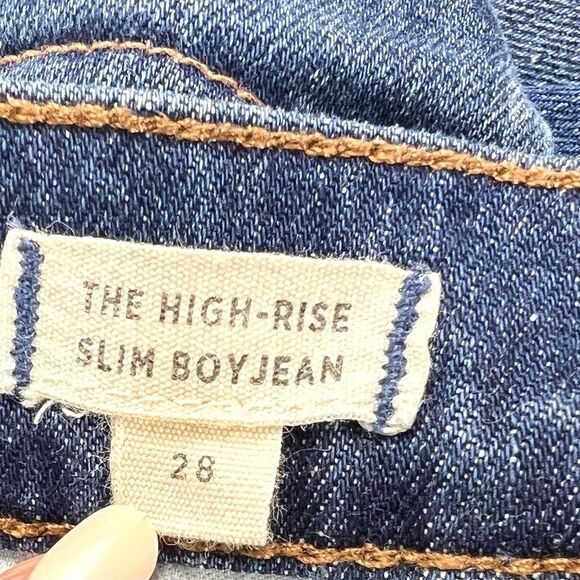 THE HIGH-RISE
SLIM BOYJEAN
28